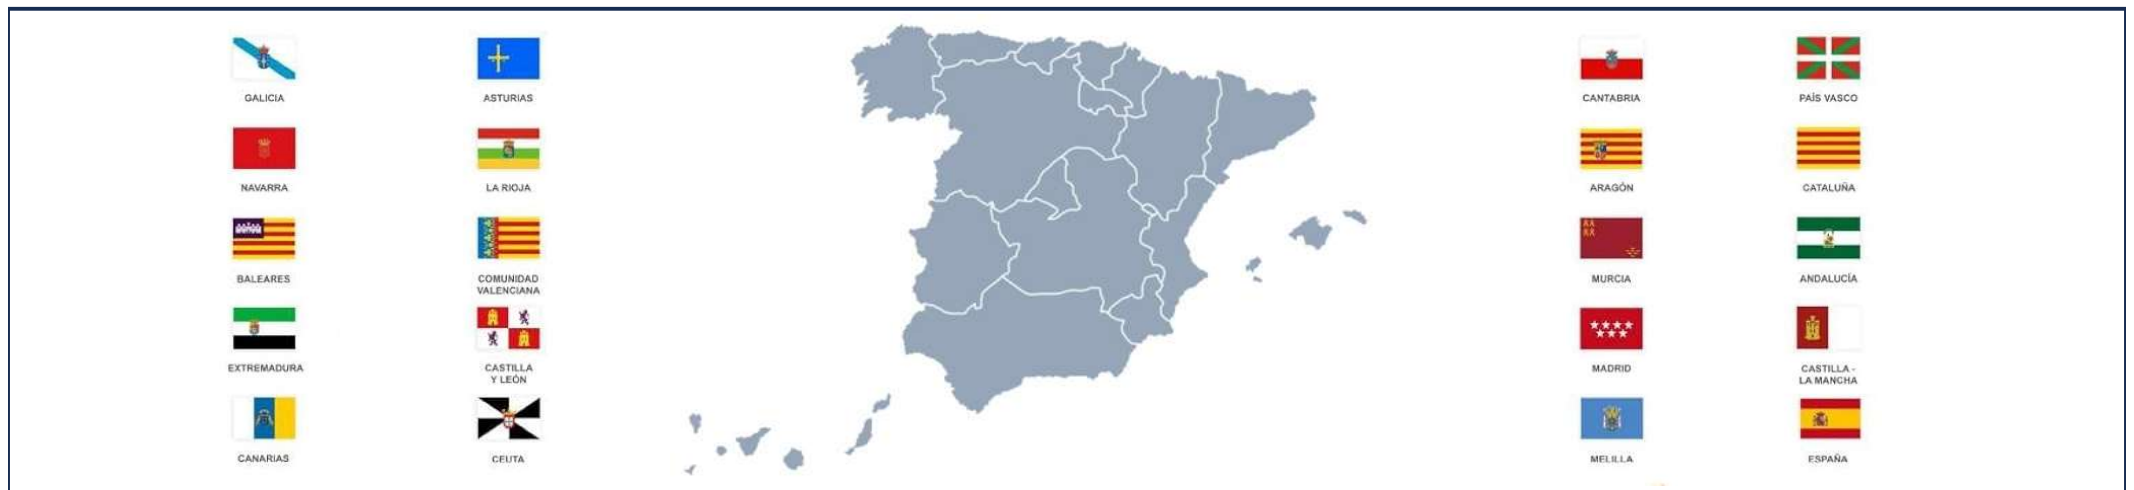 GALICIA
ASTURIAS
CANTABRIA
PAÍS VASCO
NAVARRA
LA RIOJA
ARAGÓN
CATALUÑA
BALEARES
COMUNIDAD
VALENCIANA
MURCIA
ANDALUCÍA
EXTREMADURA
CASTILLA
Y LEÓN
MADRID
CASTILLA -
LA MANCHA
CANARIAS
CEUTA
MELILLA
ESPAÑA